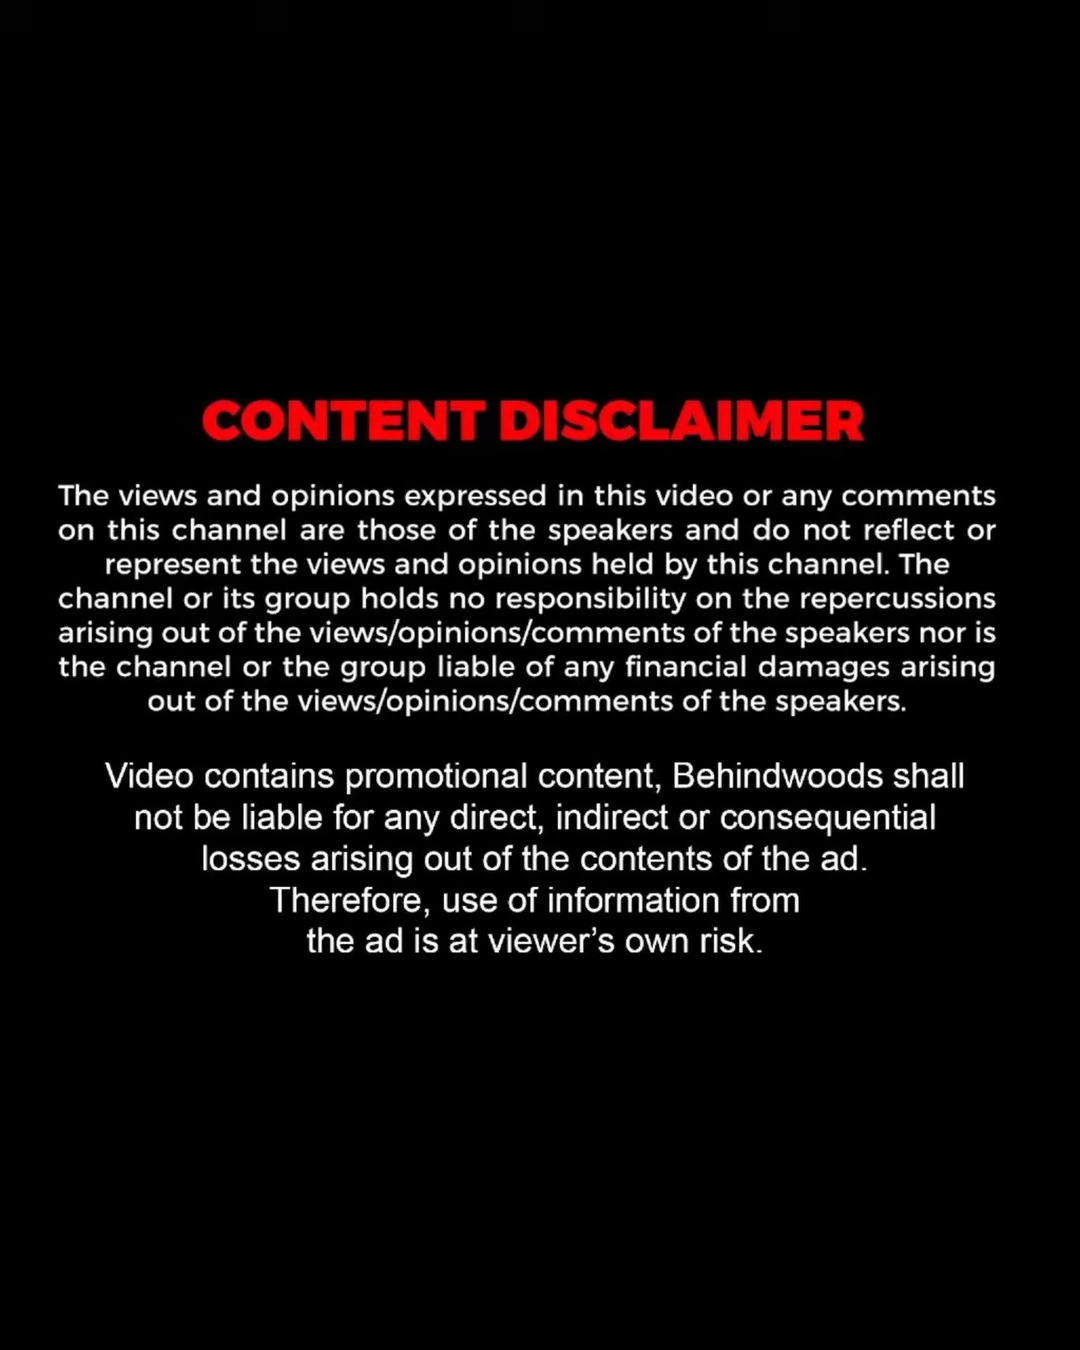 CONTENT DISCLAIMER
The views and opinions expressed in this video or any comments
on this channel are those of the speakers and do not reflect or
represent the views and opinions held by this channel. The
channel or its group holds no responsibility on the repercussions
arising out of the views/opinions/comments of the speakers nor is
the channel or the group liable of any financial damages arising
out of the views/opinions/comments of the speakers.
Video contains promotional content, Behindwoods shall
not be liable for any direct, indirect or consequential
losses arising out of the contents of the ad.
Therefore, use of information from
the ad is at viewer’s own risk.